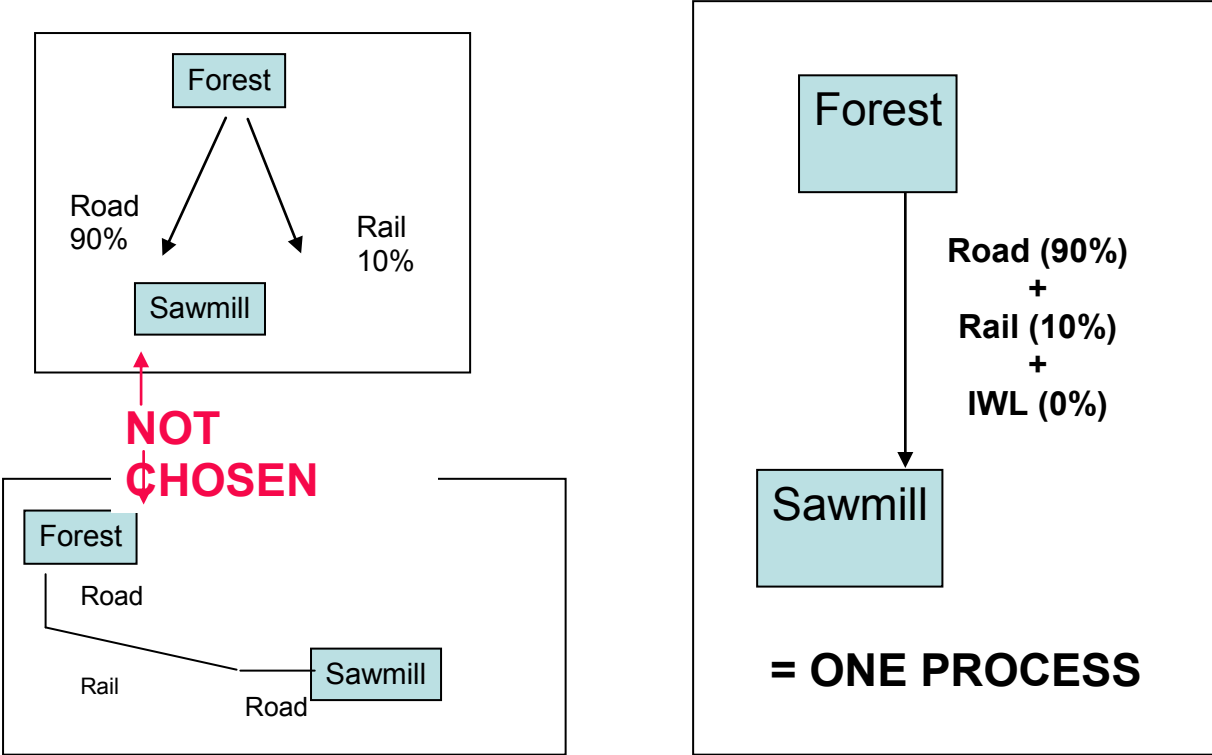 Forest
Road
90%
Rail
10%
Sawmill
NOT
CHOSEN
Forest
Road
Rail
Road
Sawmill
Forest
Road (90%)
+
Rail (10%)
+
IWL (0%)
Sawmill
= ONE PROCESS